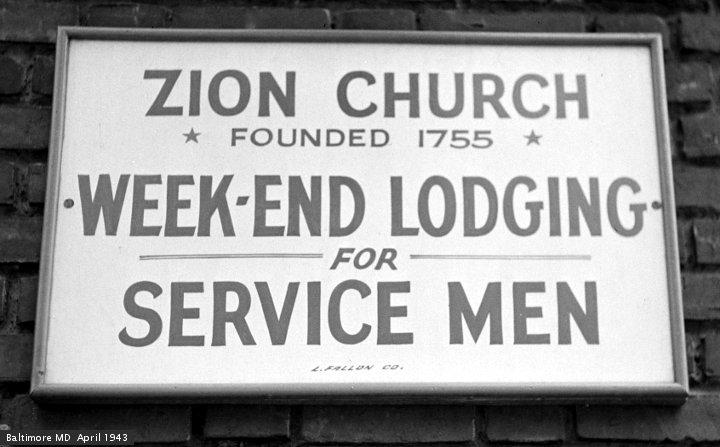 ZION CHURCH
★ FOUNDED 1755 ★
WEEK-END LODGING
FOR
SERVICE MEN
L. FALLON CO.
Baltimore MD April 1943